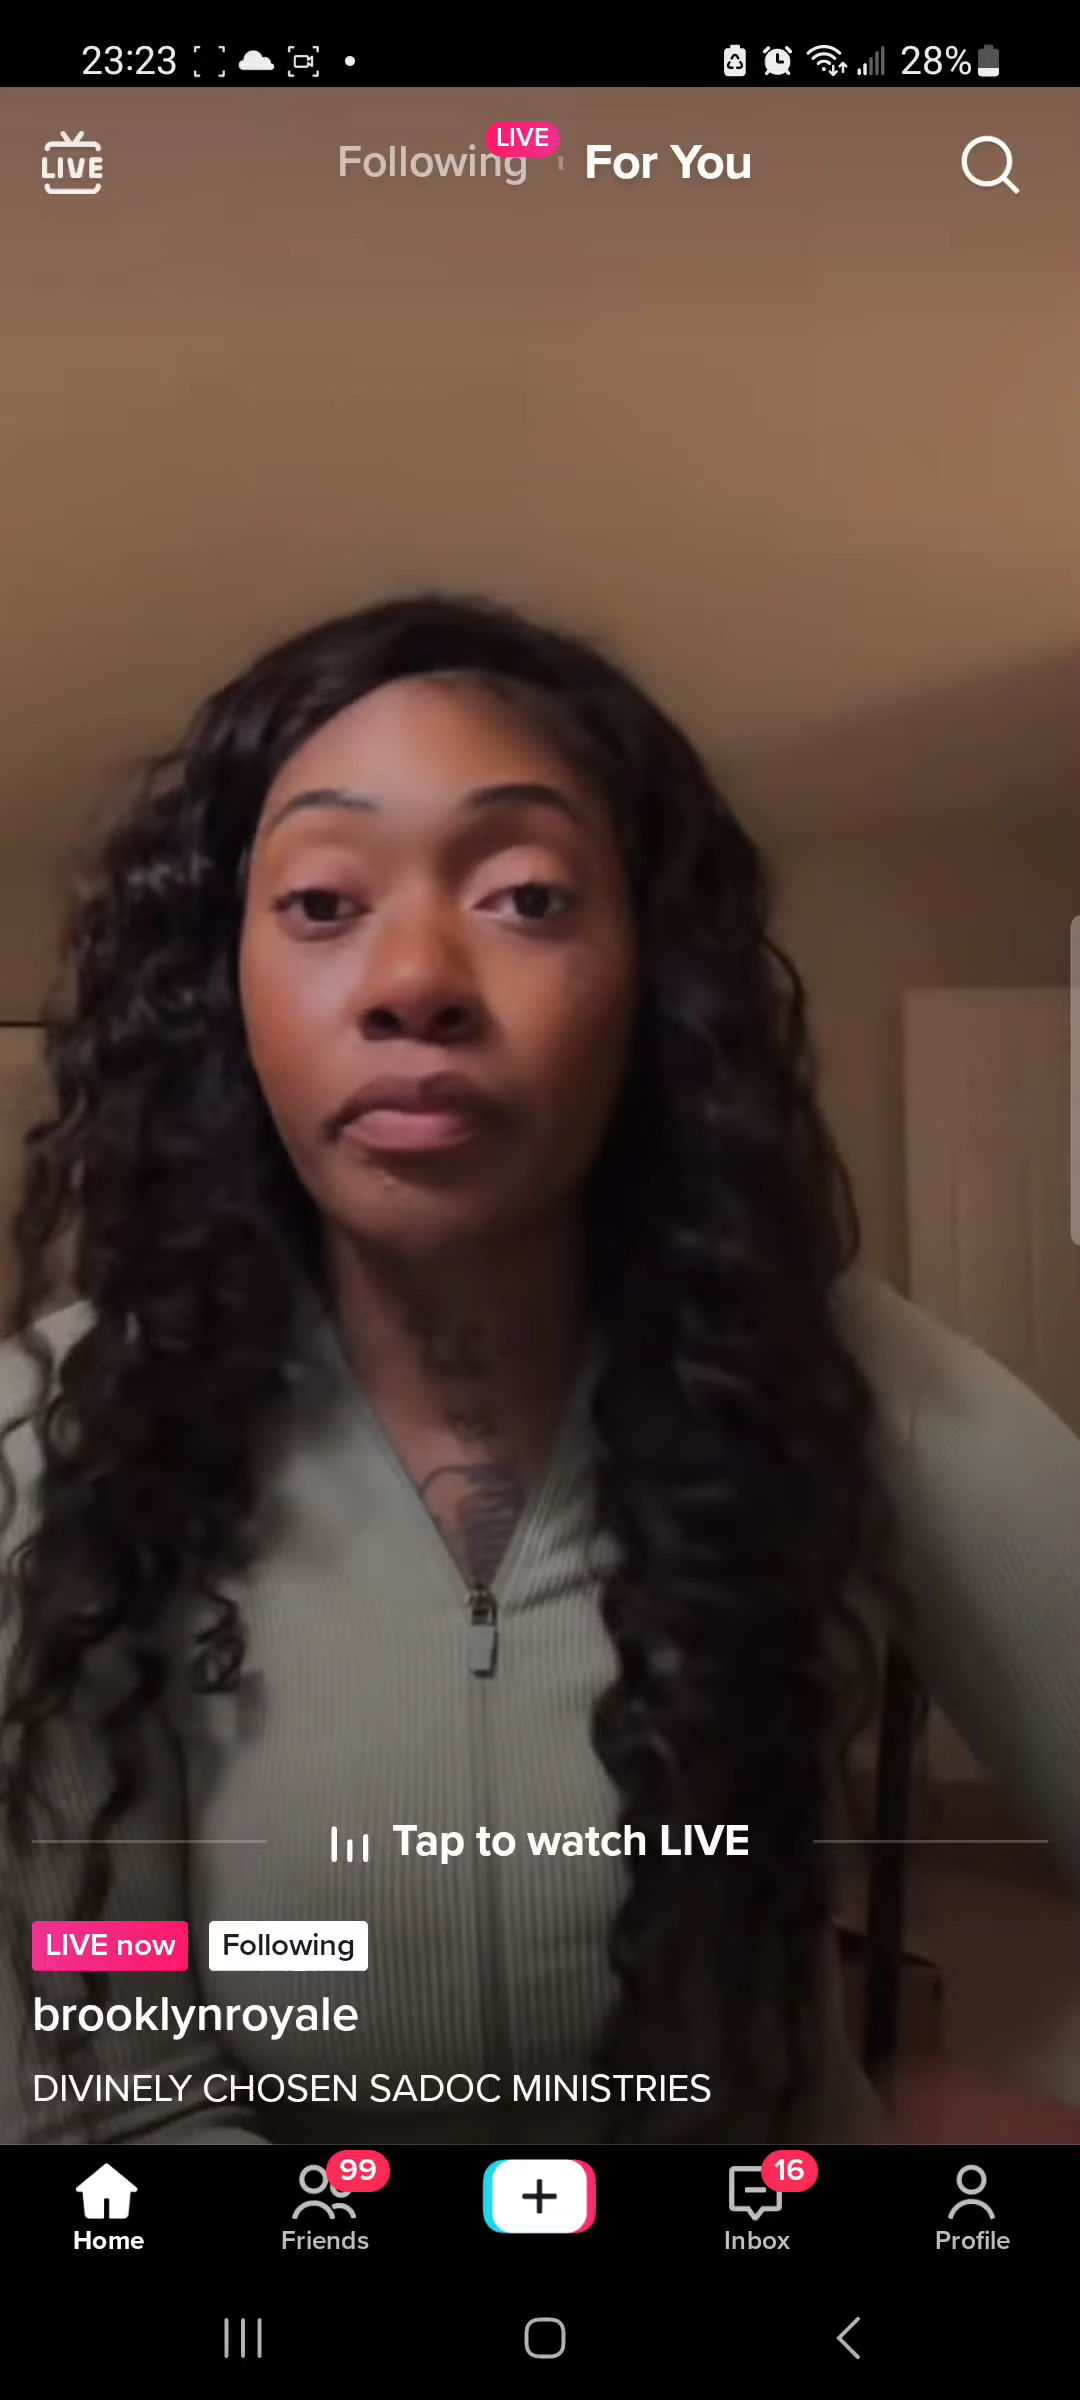 23:23 28%
LIVE Following LIVE For You
Tap to watch LIVE
LIVE now Following
brooklynroyale
DIVINELY CHOSEN SADOC MINISTRIES
99 16
Home Friends Inbox Profile